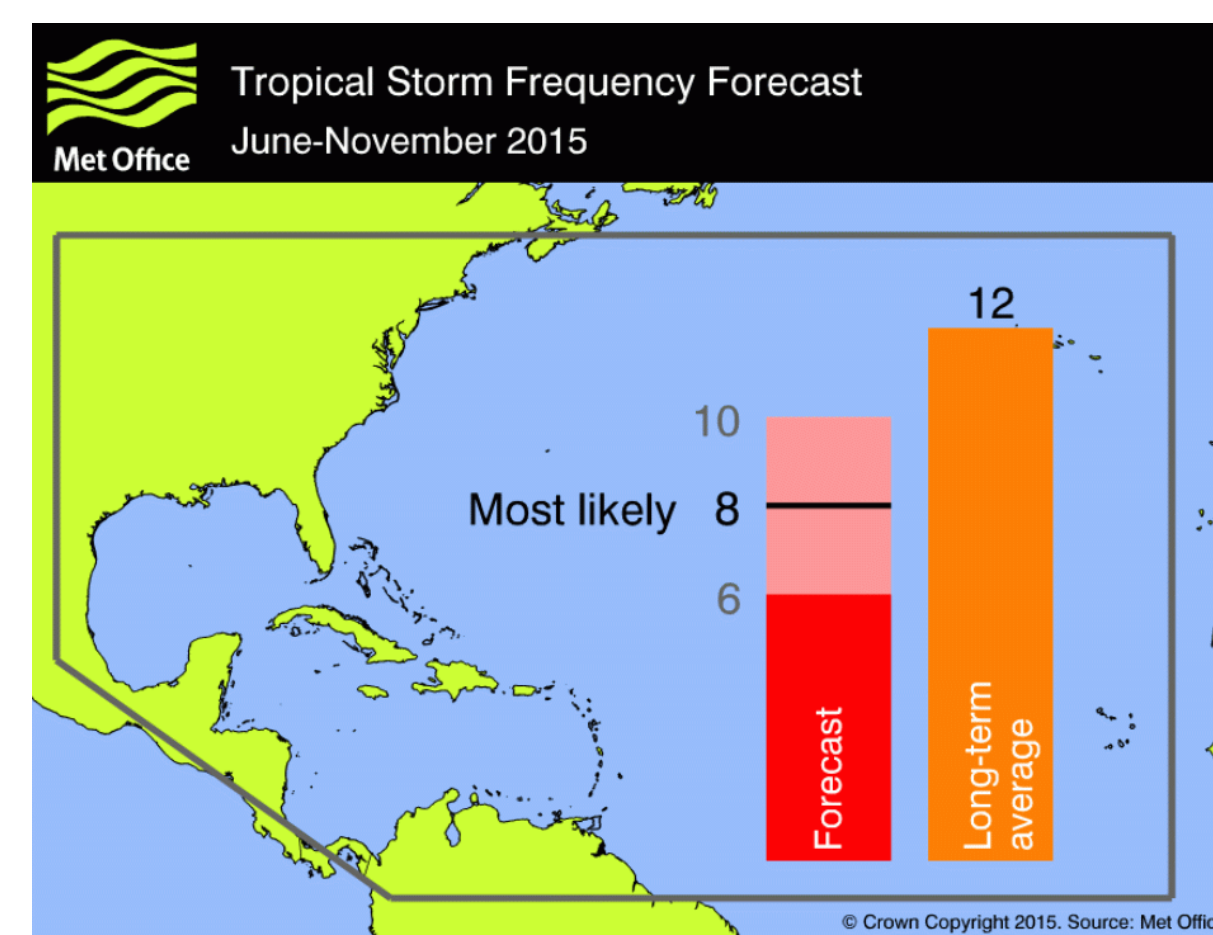 Tropical Storm Frequency Forecast
June-November 2015
Met Office
12
10
Most likely 8
6
Forecast
Long-term
average
© Crown Copyright 2015. Source: Met Offic